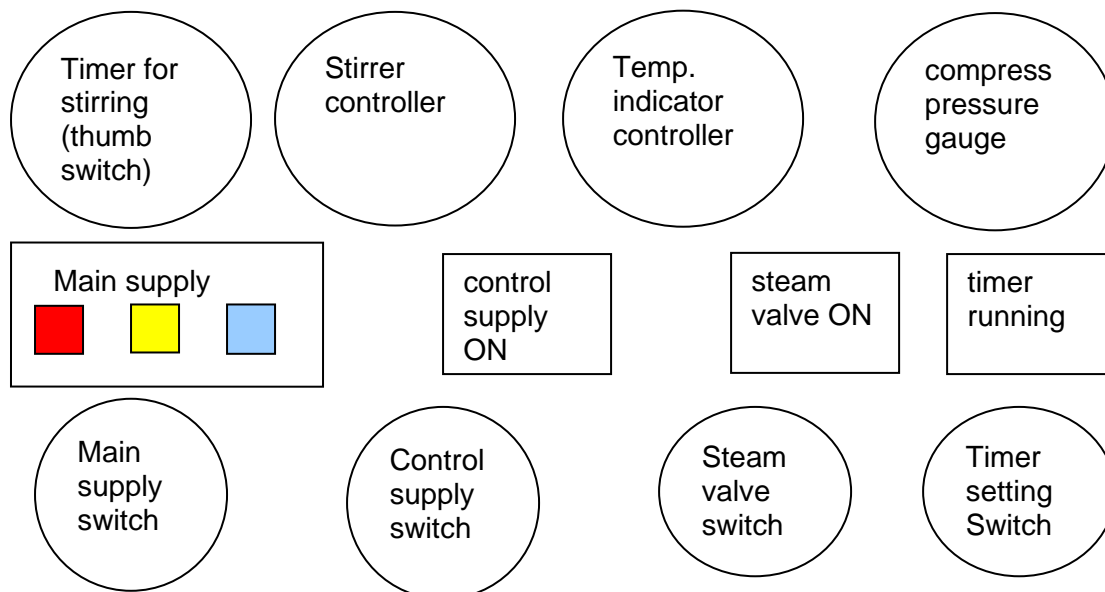 Timer for
stirring
(thumb
switch)
Stirrer
controller
Temp.
indicator
controller
compress
pressure
gauge
Main supply
control
supply
ON
steam
valve ON
timer
running
Main
supply
switch
Control
supply
switch
Steam
valve
switch
Timer
setting
Switch